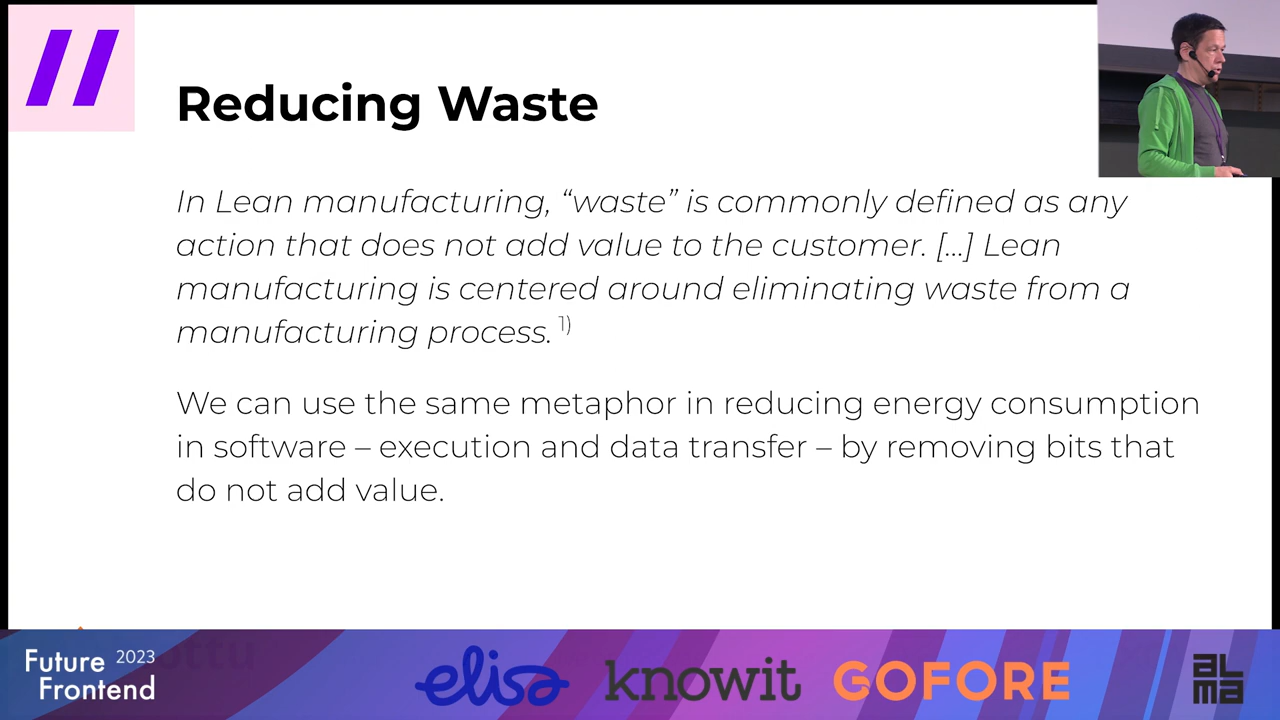 //
Reducing Waste
In Lean manufacturing, “waste” is commonly defined as any
action that does not add value to the customer. [...] Lean
manufacturing is centered around eliminating waste from a
manufacturing process. 1)
We can use the same metaphor in reducing energy consumption
in software – execution and data transfer – by removing bits that
do not add value.
Future 2023
Frontend
elisa
knowit
GOFORE
ALMA